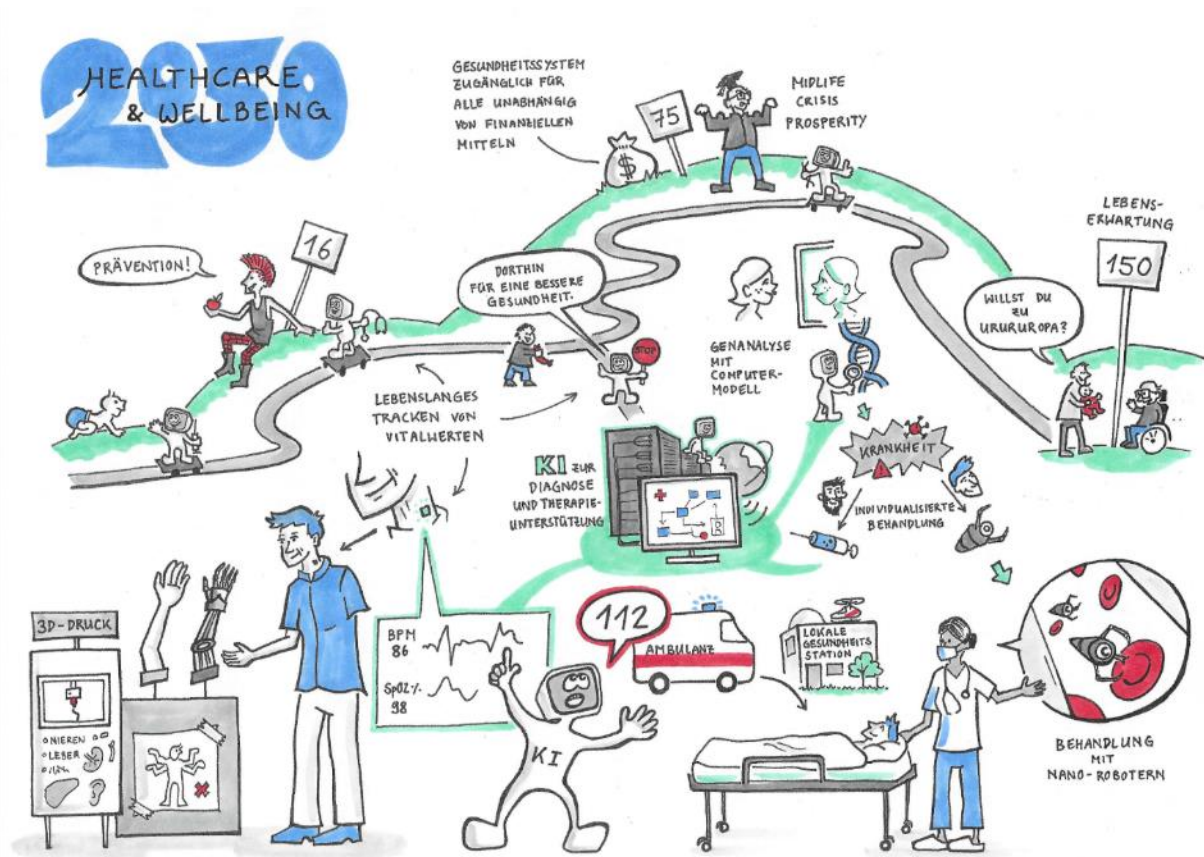 2050
HEALTHCARE
& WELLBEING
GESUNDHEITSSYSTEM
ZUGÄNGLICH FÜR
ALLE UNABHÄNGIG
VON FINANZIELLEN
MITTELN
$
75
MIDLIFE
CRISIS
PROSPERITY
LEBENS-
ERWARTUNG
150
WILLST DU
ZU
URURUROPA?
PRÄVENTION!
16
DORTHIN
FÜR EINE BESSERE
GESUNDHEIT.
STOP
GENANALYSE
MIT
COMPUTER-
MODELL
LEBENSLANGES
TRACKEN VON
VITALWERTEN
KI ZUR
DIAGNOSE
UND THERAPIE-
UNTERSTÜTZUNG
KRANKHEIT
INDIVIDUALISIERTE
BEHANDLUNG
3D-DRUCK
NIEREN
LEBER
BPM
86
SpO2%
98
112
AMBULANZ
LOKALE
GESUNDHEITS
STATION
KI
BEHANDLUNG
MIT
NANO-ROBOTERN